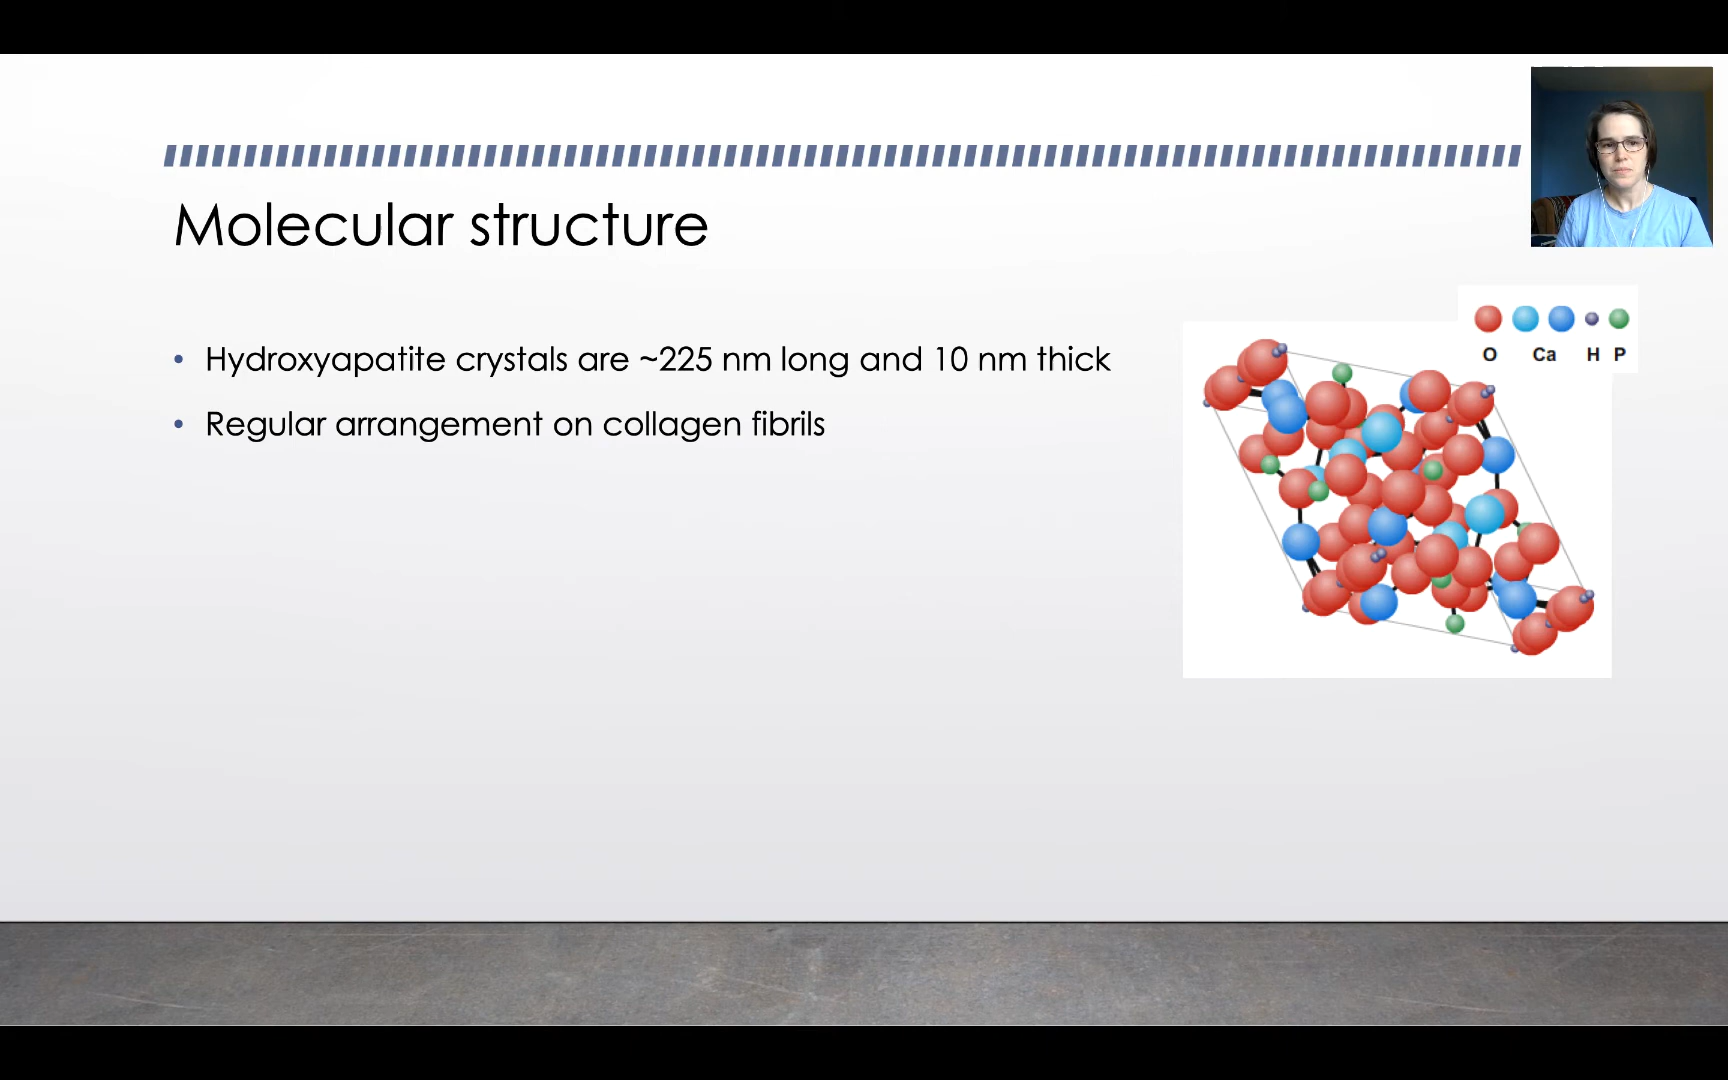 Molecular structure
• Hydroxyapatite crystals are ~225 nm long and 10 nm thick
• Regular arrangement on collagen fibrils
O Ca H P